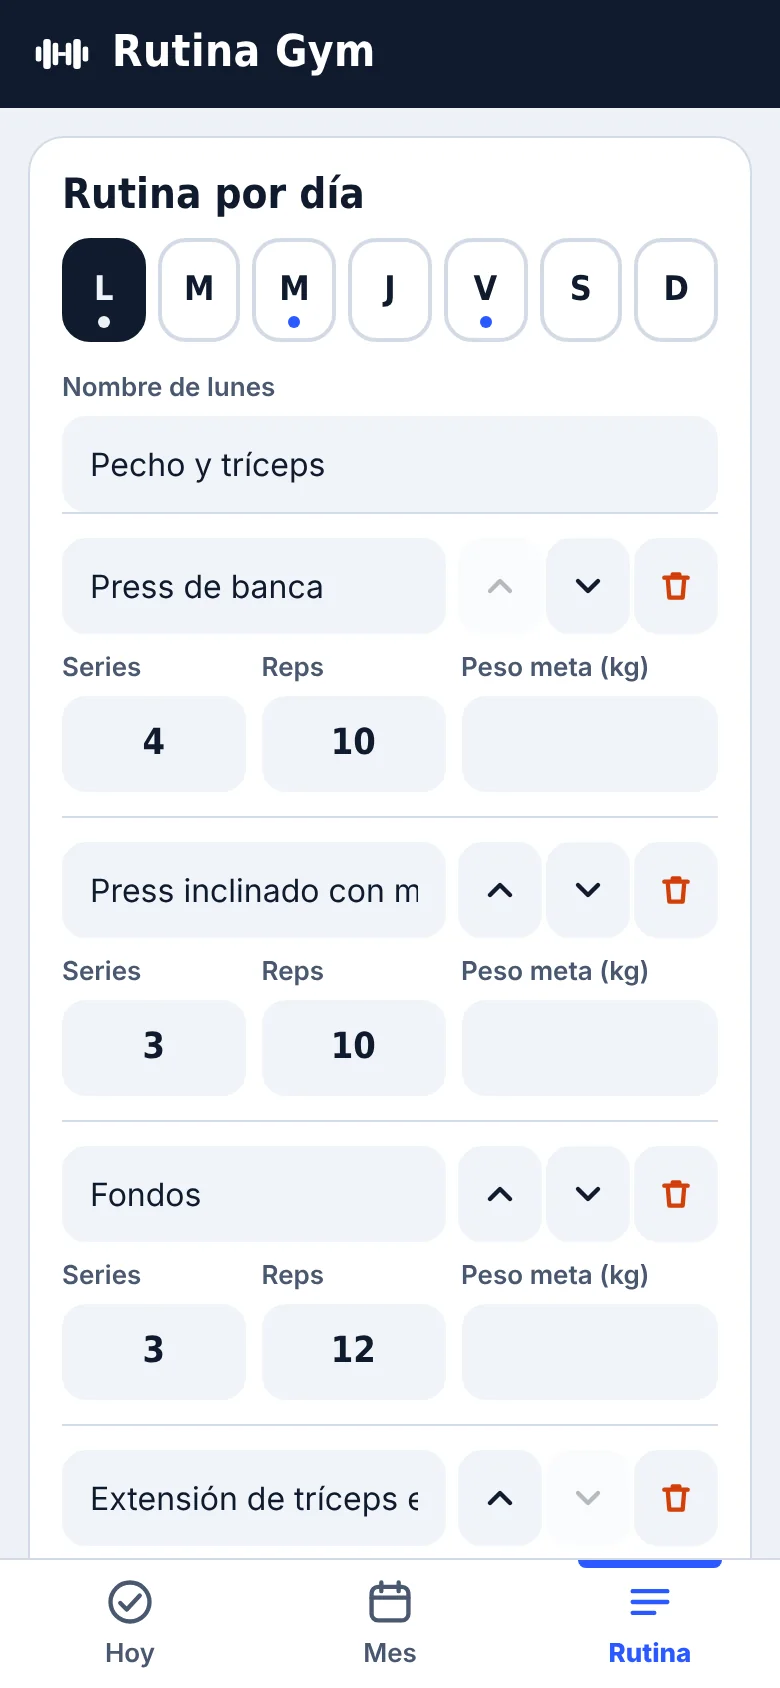 Rutina Gym
Rutina por día
L M M J V S D
Nombre de lunes
Pecho y tríceps
Press de banca
Series Reps Peso meta (kg)
4 10
Press inclinado con m
Series Reps Peso meta (kg)
3 10
Fondos
Series Reps Peso meta (kg)
3 12
Extensión de tríceps e
Hoy Mes Rutina